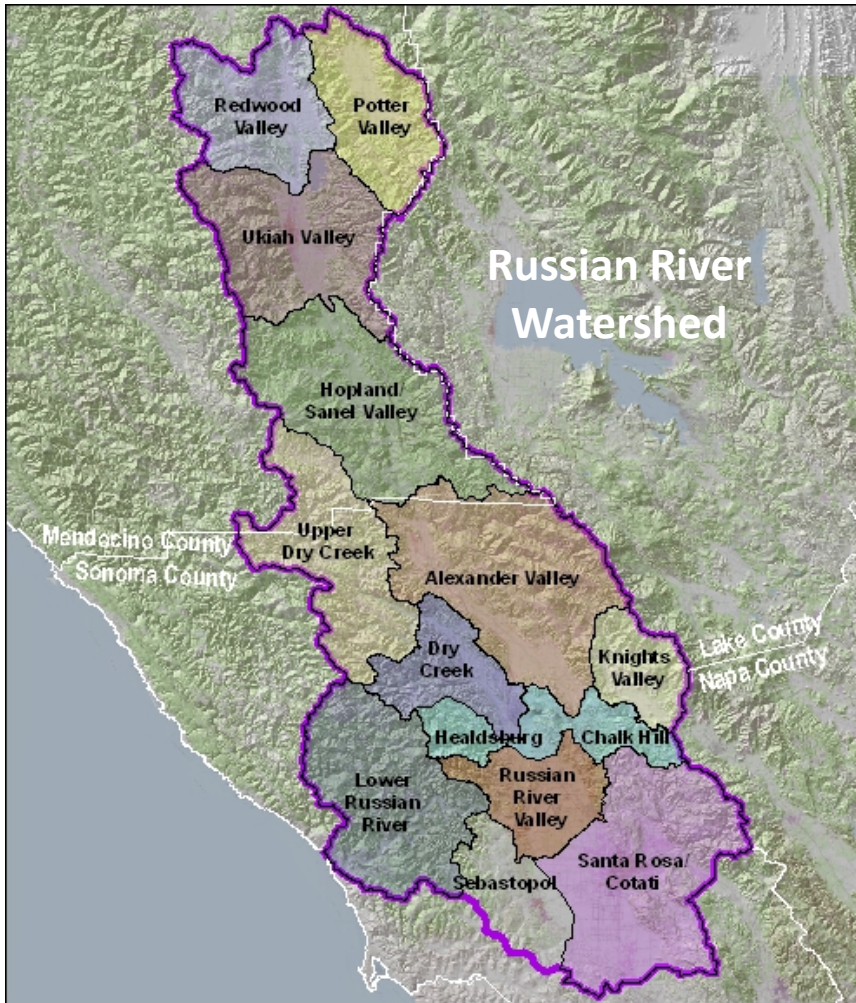 Redwood
Valley
Potter
Valley
Ukiah Valley
Russian River
Watershed
Hopland/
Sanel Valley
Mendocino County
Sonoma County
Upper
Dry Creek
Alexander Valley
Dry
Creek
Knights
Valley
Lake County
Napa County
Healdsburg
Chalk Hill
Lower
Russian
River
Russian
River
Valley
Sebastopol
Santa Rosa/
Cotati